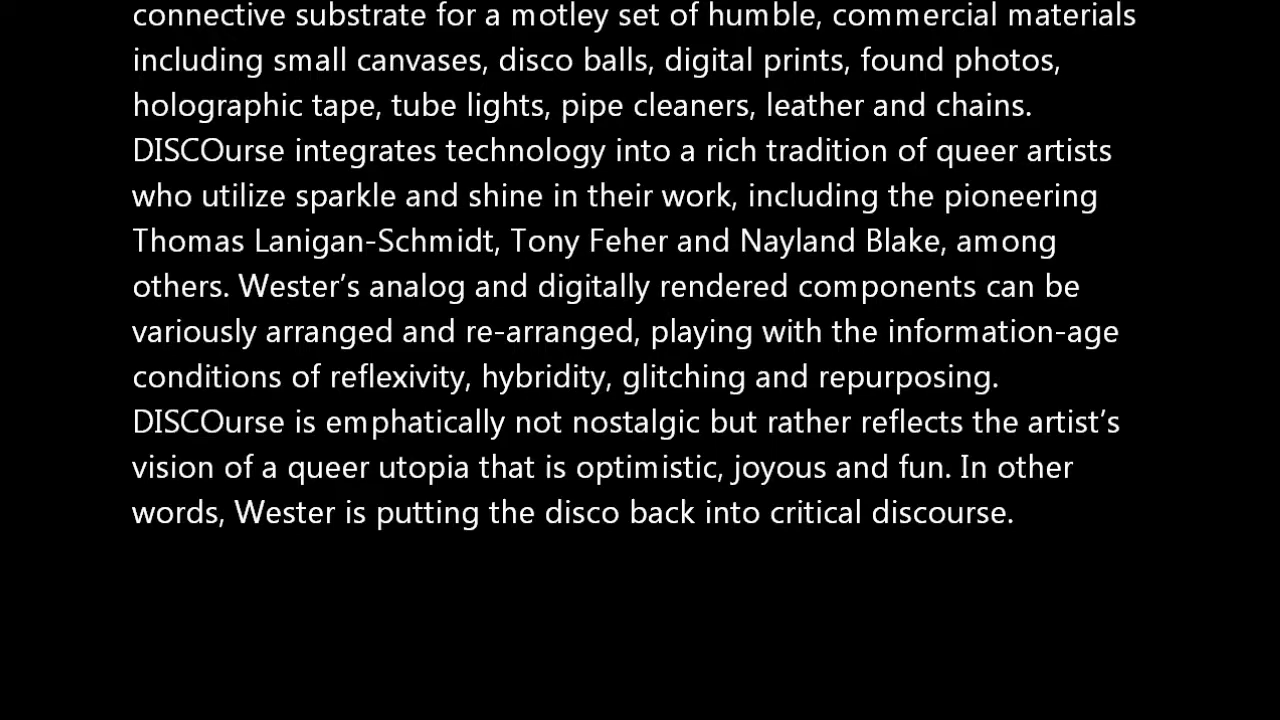 connective substrate for a motley set of humble, commercial materials
including small canvases, disco balls, digital prints, found photos,
holographic tape, tube lights, pipe cleaners, leather and chains.
DISCOurse integrates technology into a rich tradition of queer artists
who utilize sparkle and shine in their work, including the pioneering
Thomas Lanigan-Schmidt, Tony Feher and Nayland Blake, among
others. Wester’s analog and digitally rendered components can be
variously arranged and re-arranged, playing with the information-age
conditions of reflexivity, hybridity, glitching and repurposing.
DISCOurse is emphatically not nostalgic but rather reflects the artist’s
vision of a queer utopia that is optimistic, joyous and fun. In other
words, Wester is putting the disco back into critical discourse.